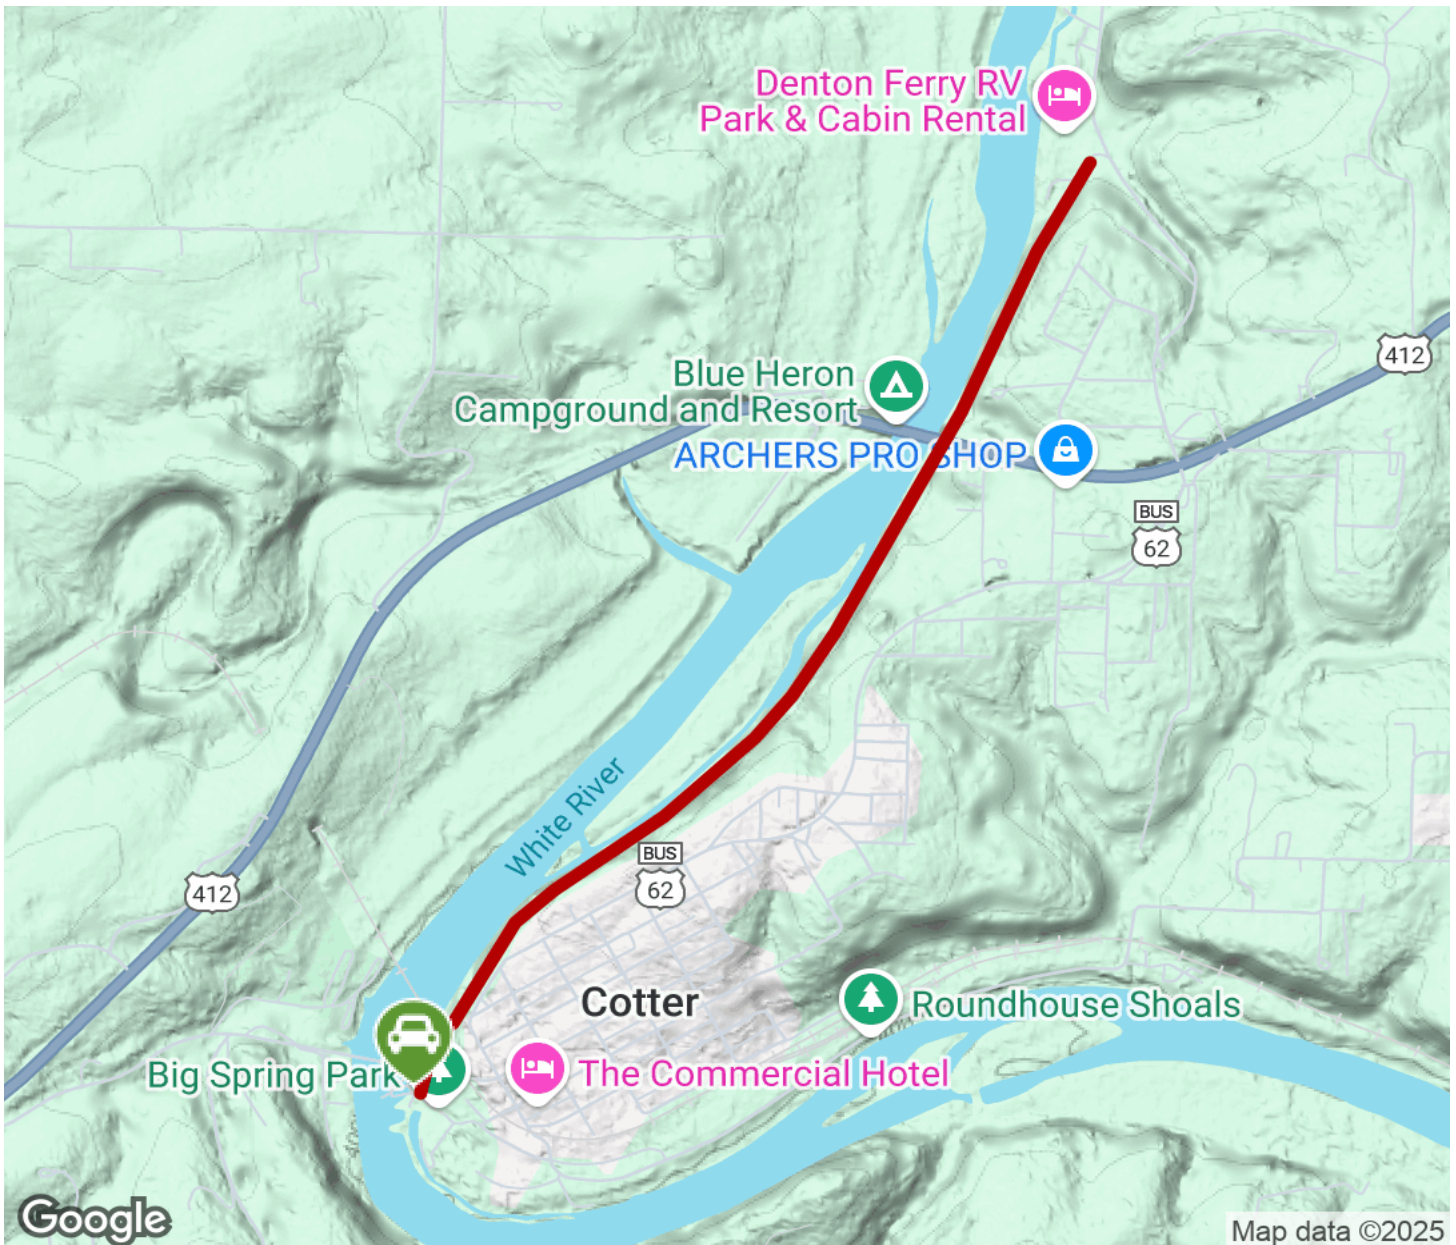 Denton Ferry RV
Park & Cabin Rental
412
Blue Heron
Campground and Resort
ARCHERS PRO SHOP
BUS
62
White River
BUS
62
412
Cotter
Roundhouse Shoals
Big Spring Park
The Commercial Hotel
Google
Map data ©2025